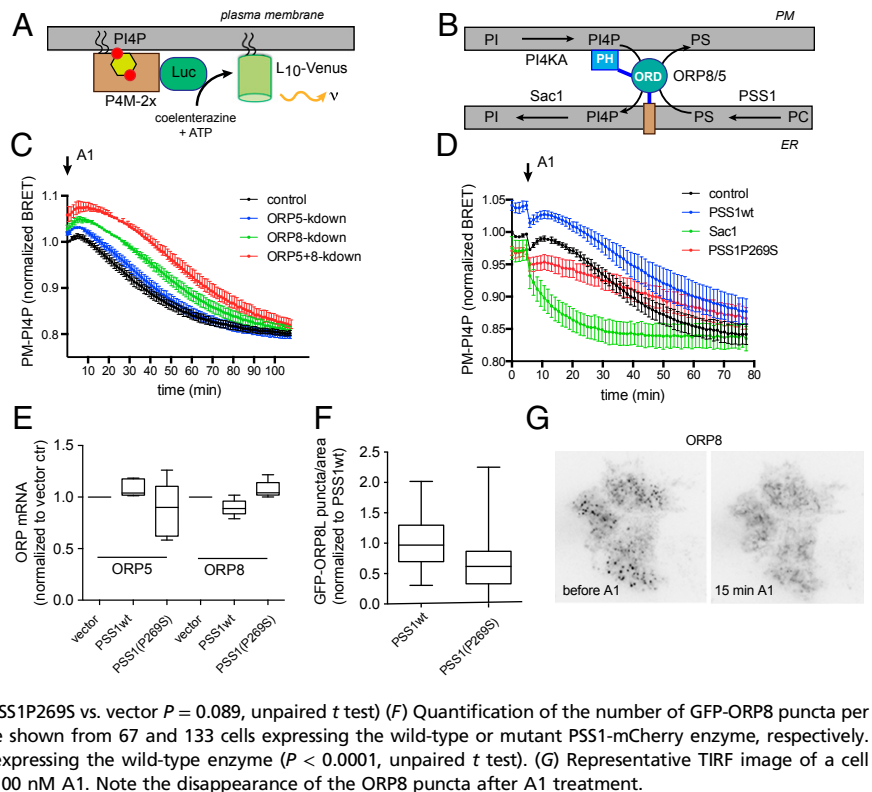 A
plasma membrane
PI4P
Luc
P4M-2x
L10-Venus
ν
coelenterazine
+ ATP
B
PM
PI
PI4P
PS
PI4KA
PH
ORD
ORP8/5
Sac1
PSS1
PI
PI4P
PS
PC
ER
C
A1
PM-PI4P (normalized BRET)
1.1
1.0
0.9
0.8
control
ORP5-kdown
ORP8-kdown
ORP5+8-kdown
10 20 30 40 50 60 70 80 90 100
time (min)
D
A1
PM-PI4P (normalized BRET)
1.05
1.00
0.95
0.90
0.85
0.80
control
PSS1wt
Sac1
PSS1P269S
0 10 20 30 40 50 60 70 80
time (min)
E
ORP mRNA
(normalized to vector ctr)
1.5
1.0
0.5
0.0
ORP5
ORP8
vector
PSS1wt
PSS1(P269S)
vector
PSS1wt
PSS1(P269S)
F
GFP-ORP8L puncta/area
(normalized to PSS1wt)
2.5
2.0
1.5
1.0
0.5
0.0
PSS1wt
PSS1(P269S)
G
ORP8
before A1
15 min A1
SS1P269S vs. vector P = 0.089, unpaired t test) (F) Quantification of the number of GFP-ORP8 puncta per
e shown from 67 and 133 cells expressing the wild-type or mutant PSS1-mCherry enzyme, respectively.
expressing the wild-type enzyme (P < 0.0001, unpaired t test). (G) Representative TIRF image of a cell
00 nM A1. Note the disappearance of the ORP8 puncta after A1 treatment.